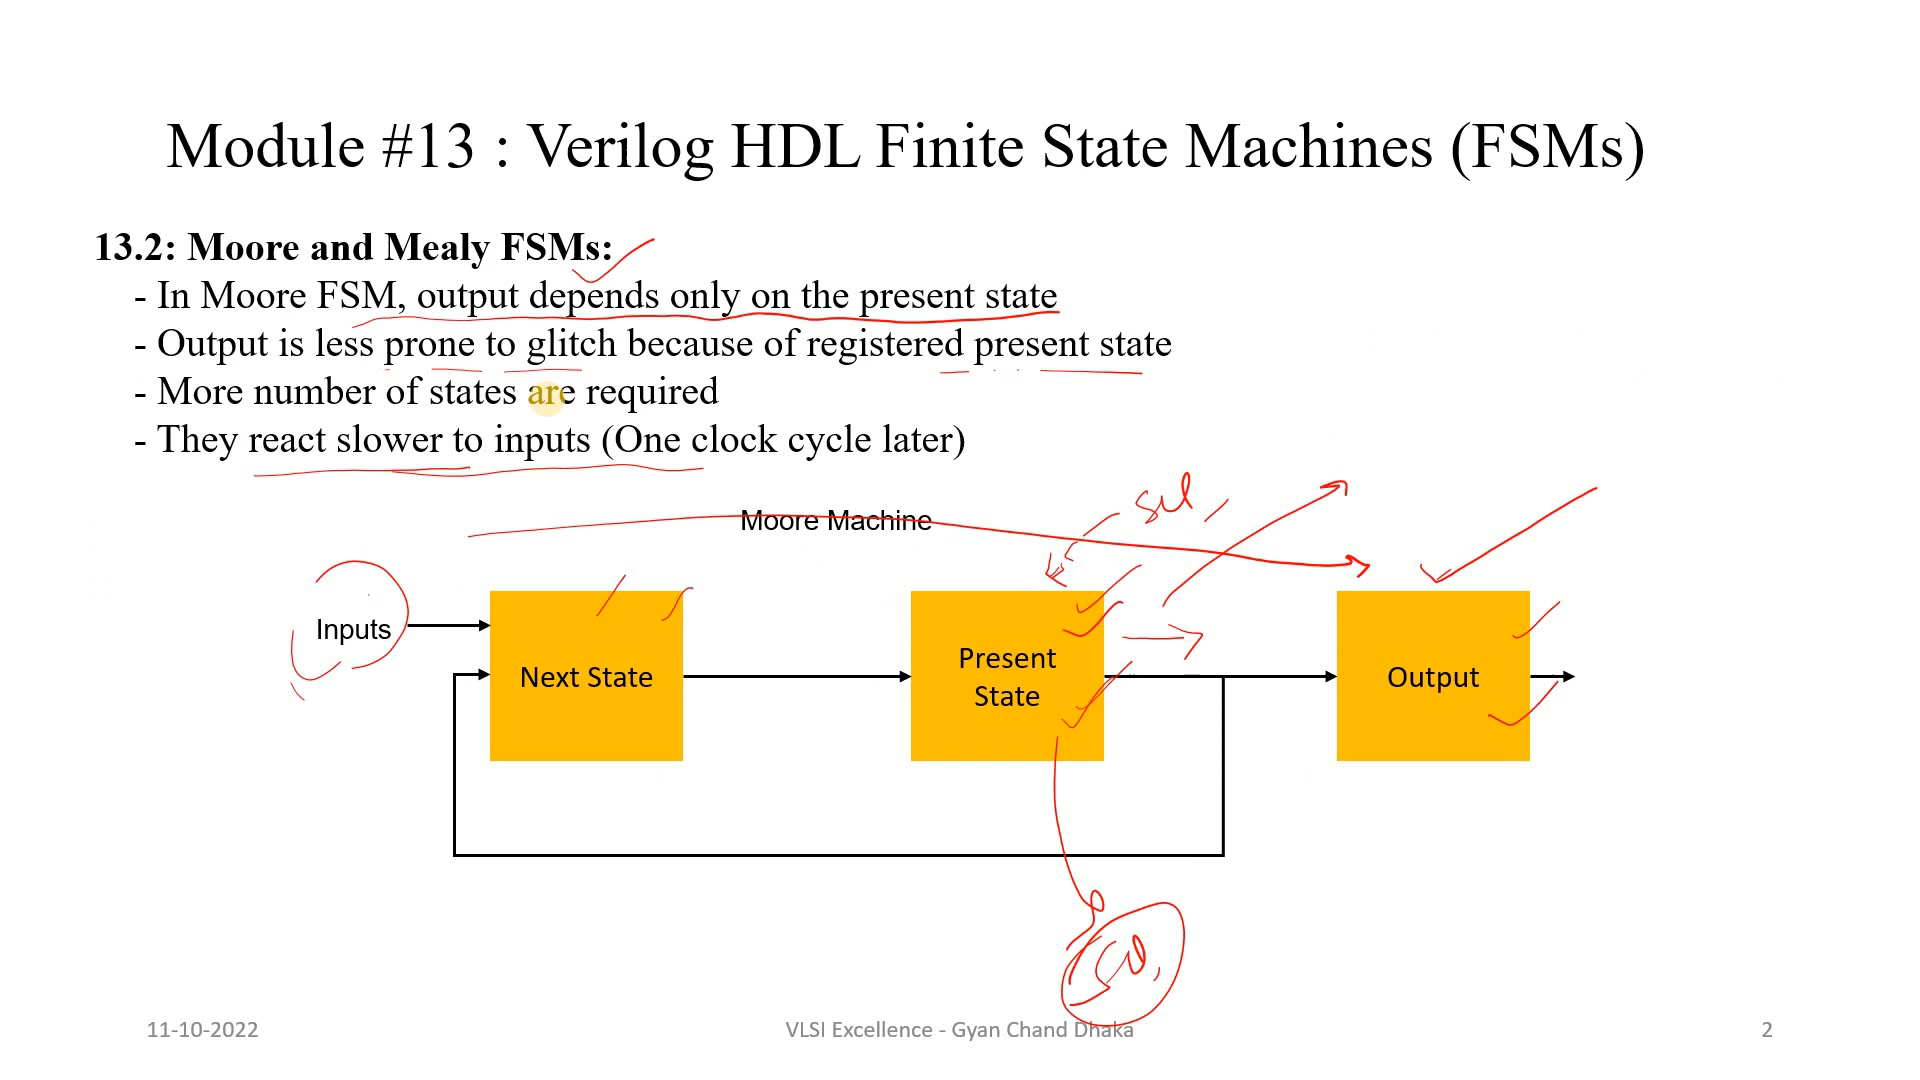 Module #13 : Verilog HDL Finite State Machines (FSMs)
13.2: Moore and Mealy FSMs:
- In Moore FSM, output depends only on the present state
- Output is less prone to glitch because of registered present state
- More number of states are required
- They react slower to inputs (One clock cycle later)
Moore Machine
Inputs
Next State
Present
State
Output
11-10-2022
VLSI Excellence - Gyan Chand Dhaka
2